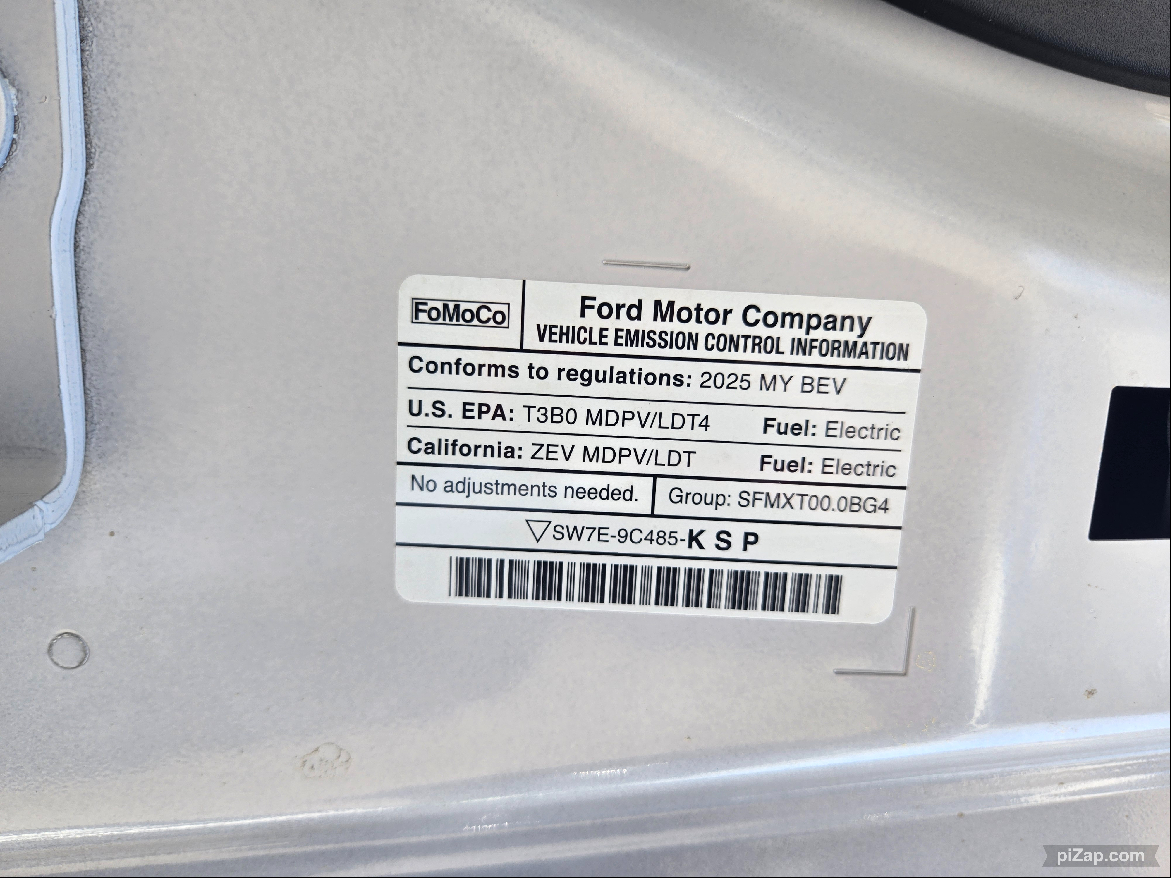 FoMoCo
Ford Motor Company
VEHICLE EMISSION CONTROL INFORMATION
Conforms to regulations: 2025 MY BEV
U.S. EPA: T3B0 MDPV/LDT4 Fuel: Electric
California: ZEV MDPV/LDT Fuel: Electric
No adjustments needed. Group: SFMXT00.0BG4
▽SW7E-9C485-K S P
piZap.com